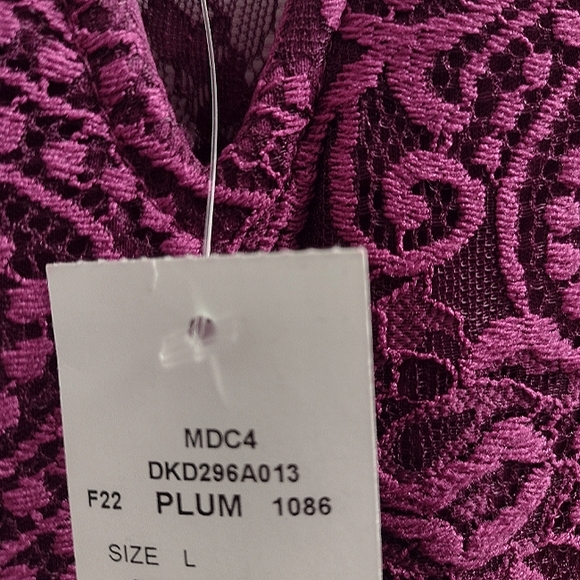 MDC4
DKD296A013
F22 PLUM 1086
SIZE L